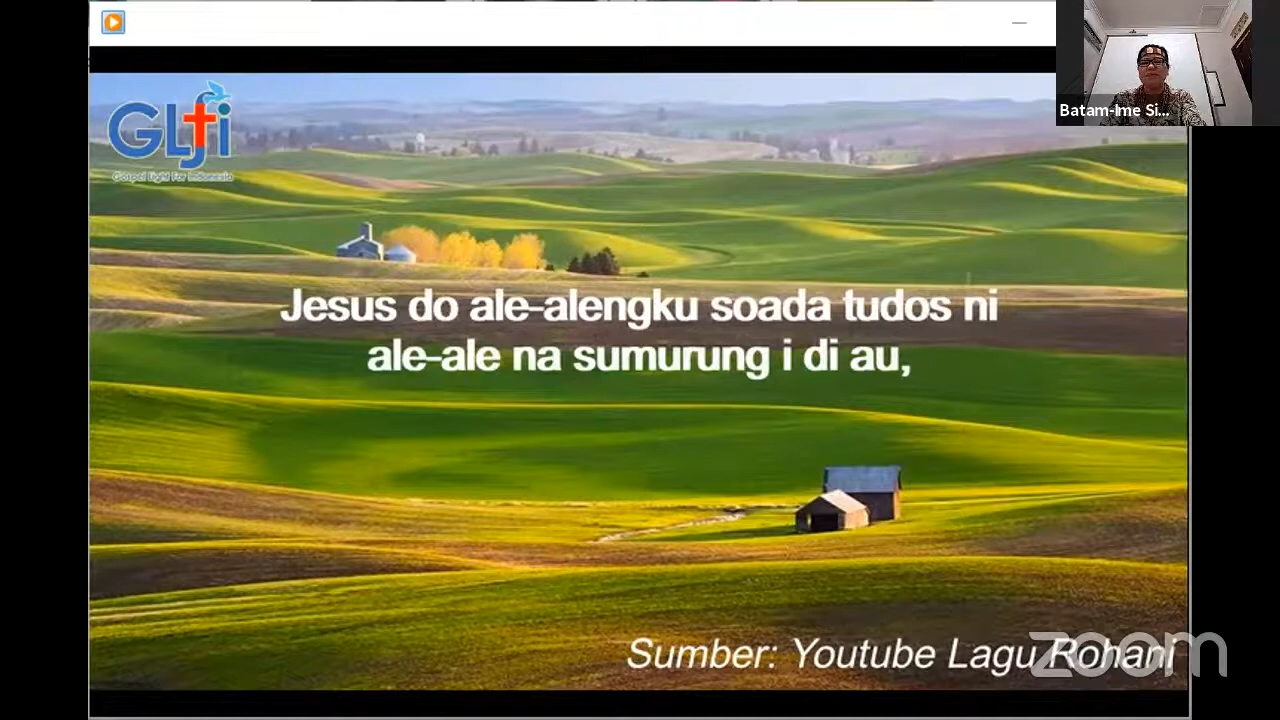 GLfi
Gospel Light For Indonesia
Batam-Ime Si...
Jesus do ale-alengku soada tudos ni
ale-ale na sumurung i di au,
Sumber: Youtube Lagu Rohani
zoom